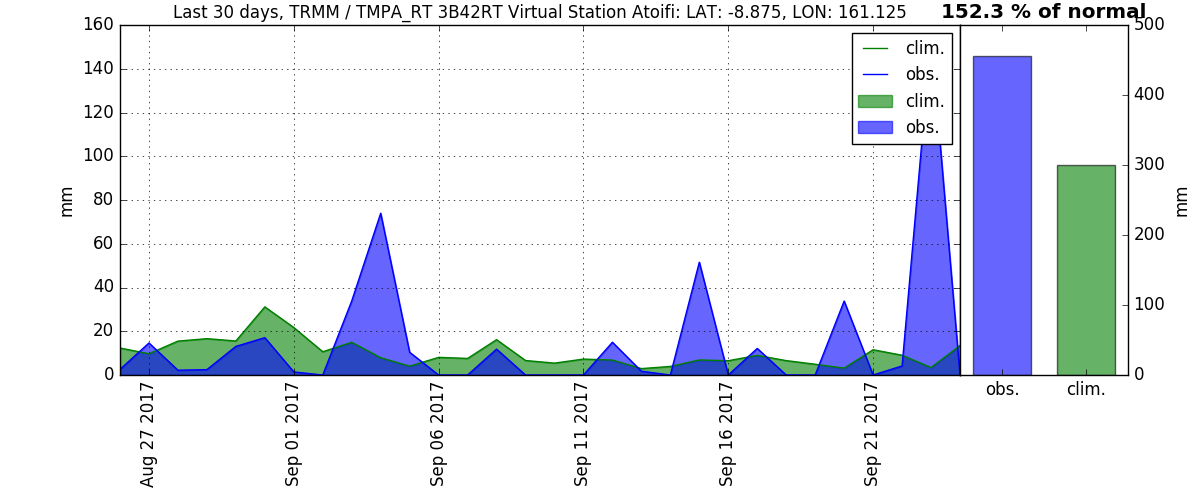 Last 30 days, TRMM / TMPA_RT 3B42RT Virtual Station Atoifi: LAT: -8.875, LON: 161.125
152.3 % of normal
160
140
120
100
80
60
40
20
0
mm
clim.
obs.
clim.
obs.
500
400
300
200
100
0
mm
Aug 27 2017
Sep 01 2017
Sep 06 2017
Sep 11 2017
Sep 16 2017
Sep 21 2017
obs.
clim.